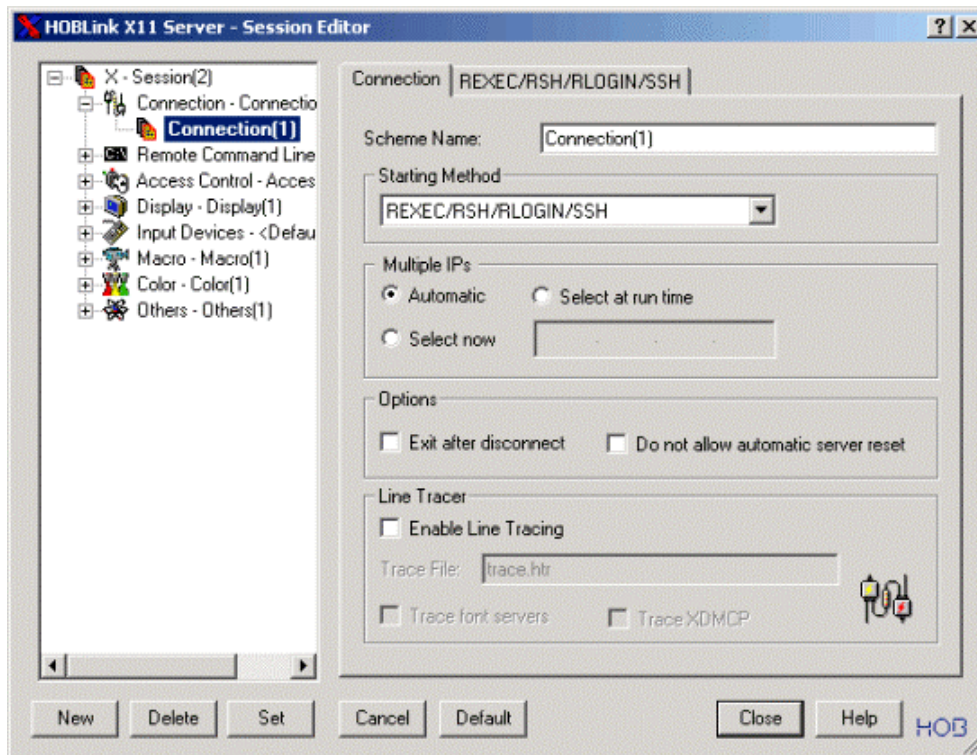 HOBLink X11 Server - Session Editor
X - Session(2)
Connection - Connectio
Connection(1)
Remote Command Line
Access Control - Acces
Display - Display(1)
Input Devices - <Defau
Macro - Macro(1)
Color - Color(1)
Others - Others(1)
Connection
REXEC/RSH/RLOGIN/SSH
Scheme Name: Connection(1)
Starting Method
REXEC/RSH/RLOGIN/SSH
Multiple IPs
Automatic
Select at run time
Select now
Options
Exit after disconnect
Do not allow automatic server reset
Line Tracer
Enable Line Tracing
Trace File: trace.htr
Trace font servers
Trace XDMCP
New
Delete
Set
Cancel
Default
Close
Help
HOB